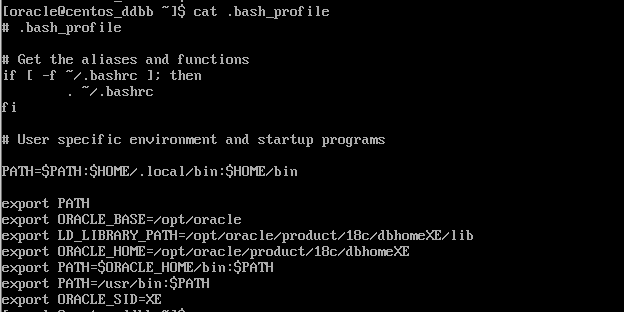 [oracle@centos_ddbb ~]$ cat .bash_profile
# .bash_profile
# Get the aliases and functions
if [ -f ~/.bashrc ]; then
        . ~/.bashrc
fi
# User specific environment and startup programs
PATH=$PATH:$HOME/.local/bin:$HOME/bin
export PATH
export ORACLE_BASE=/opt/oracle
export LD_LIBRARY_PATH=/opt/oracle/product/18c/dbhomeXE/lib
export ORACLE_HOME=/opt/oracle/product/18c/dbhomeXE
export PATH=$ORACLE_HOME/bin:$PATH
export PATH=/usr/bin:$PATH
export ORACLE_SID=XE